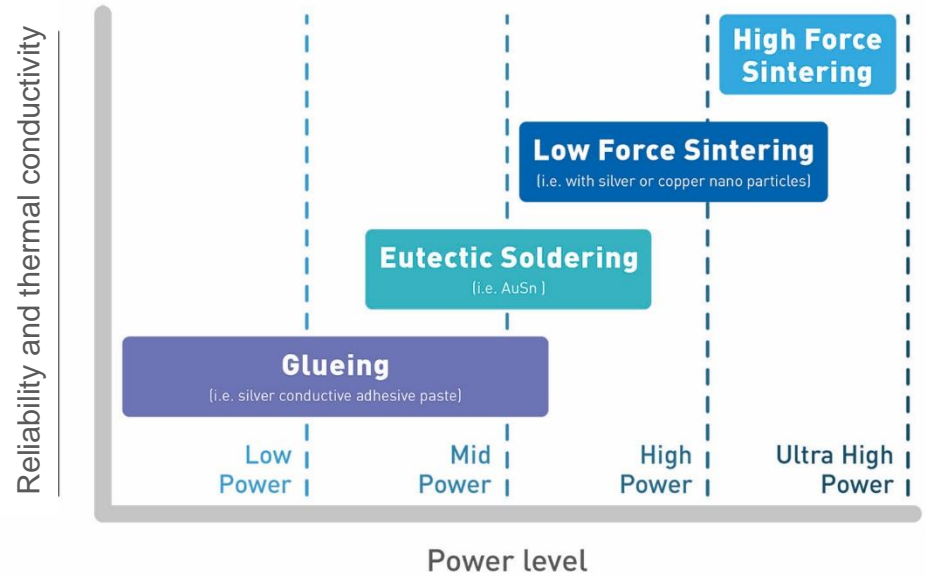 Reliability and thermal conductivity
High Force
Sintering
Low Force Sintering
(i.e. with silver or copper nano particles)
Eutectic Soldering
(i.e. AuSn )
Glueing
(i.e. silver conductive adhesive paste)
Low
Power
Mid
Power
High
Power
Ultra High
Power
Power level